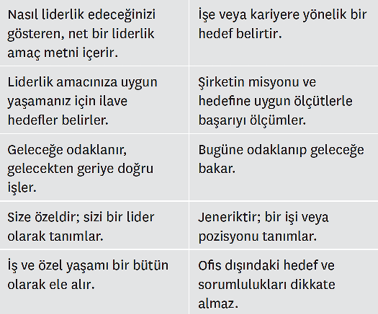 Nasıl liderlik edeceğinizi
gösteren, net bir liderlik
amaç metni içerir.
İşe veya kariyere yönelik bir
hedef belirtir.
Liderlik amacınıza uygun
yaşamanız için ilave
hedefler belirler.
Şirketin misyonu ve
hedefine uygun ölçütlerle
başarıyı ölçümler.
Geleceğe odaklanır,
gelecekten geriye doğru
işler.
Bugüne odaklanıp geleceğe
bakar.
Size özeldir; sizi bir lider
olarak tanımlar.
Jeneriktir; bir işi veya
pozisyonu tanımlar.
İş ve özel yaşamı bir bütün
olarak ele alır.
Ofis dışındaki hedef ve
sorumlulukları dikkate
almaz.